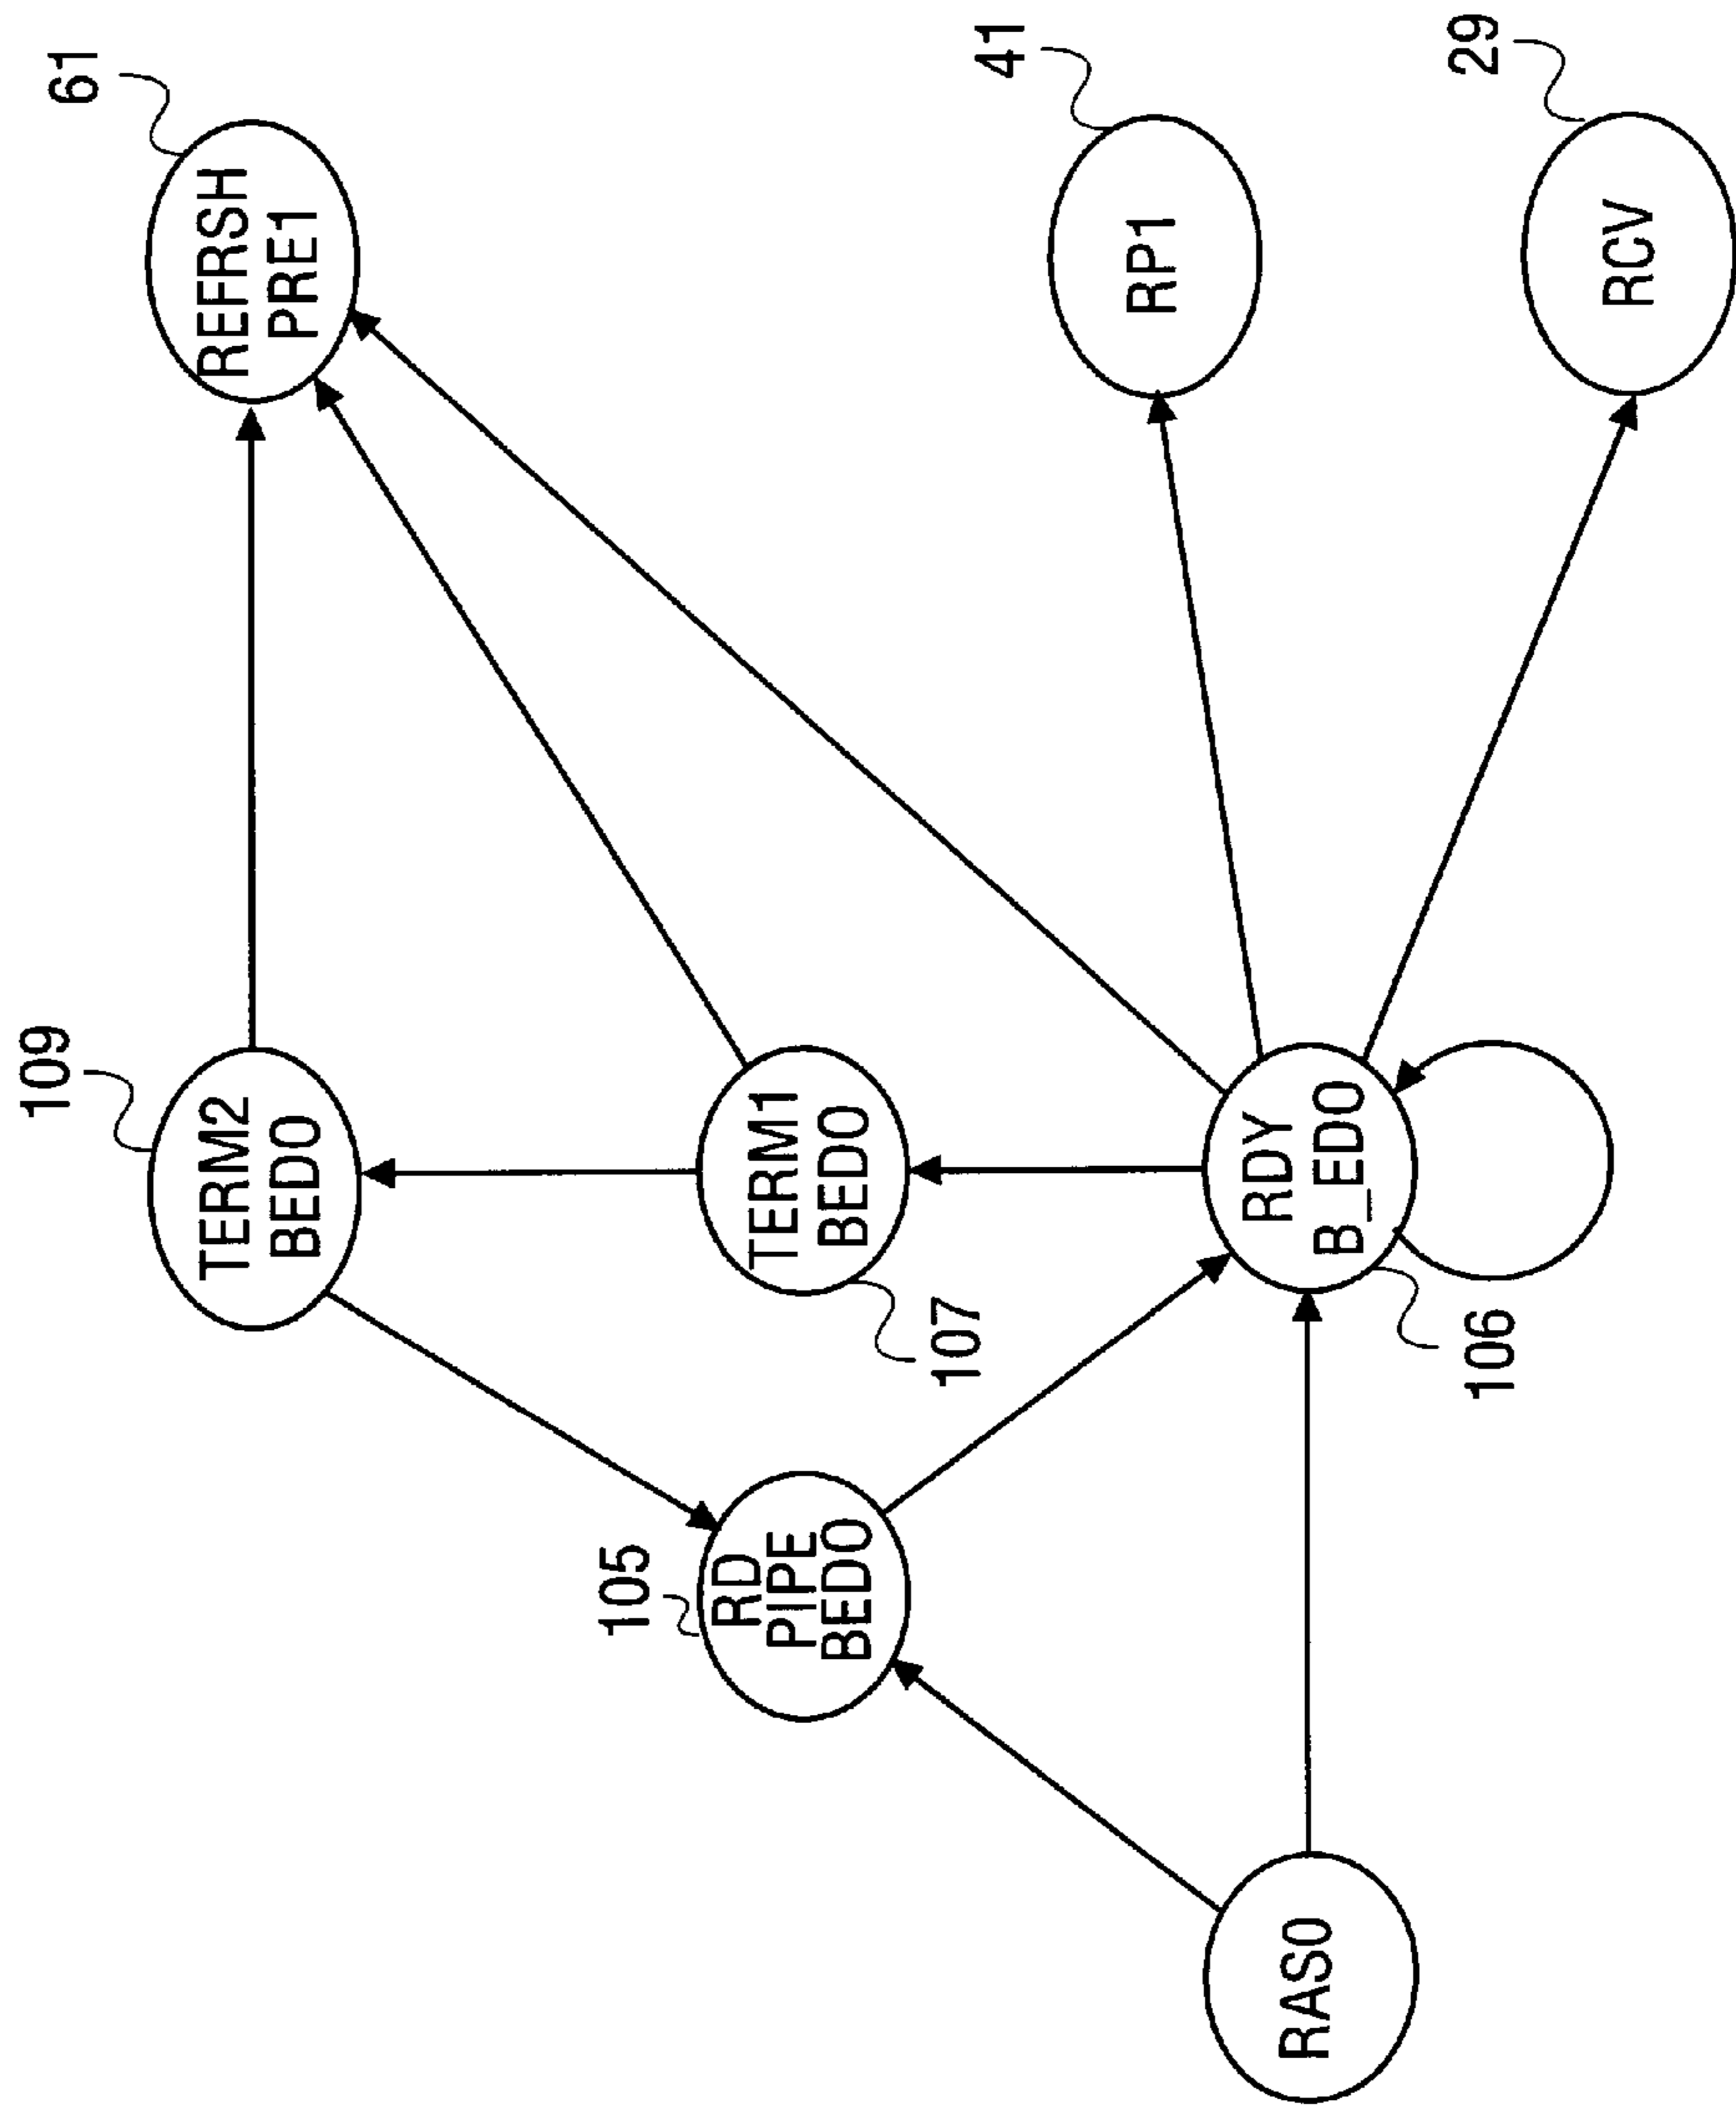 109
61
TERM2
BEDO
REFRSH
PRE1
105
RD
PIPE
BEDO
TERM1
BEDO
107
41
RP1
RAS0
RDY
B_EDO
106
29
RCV